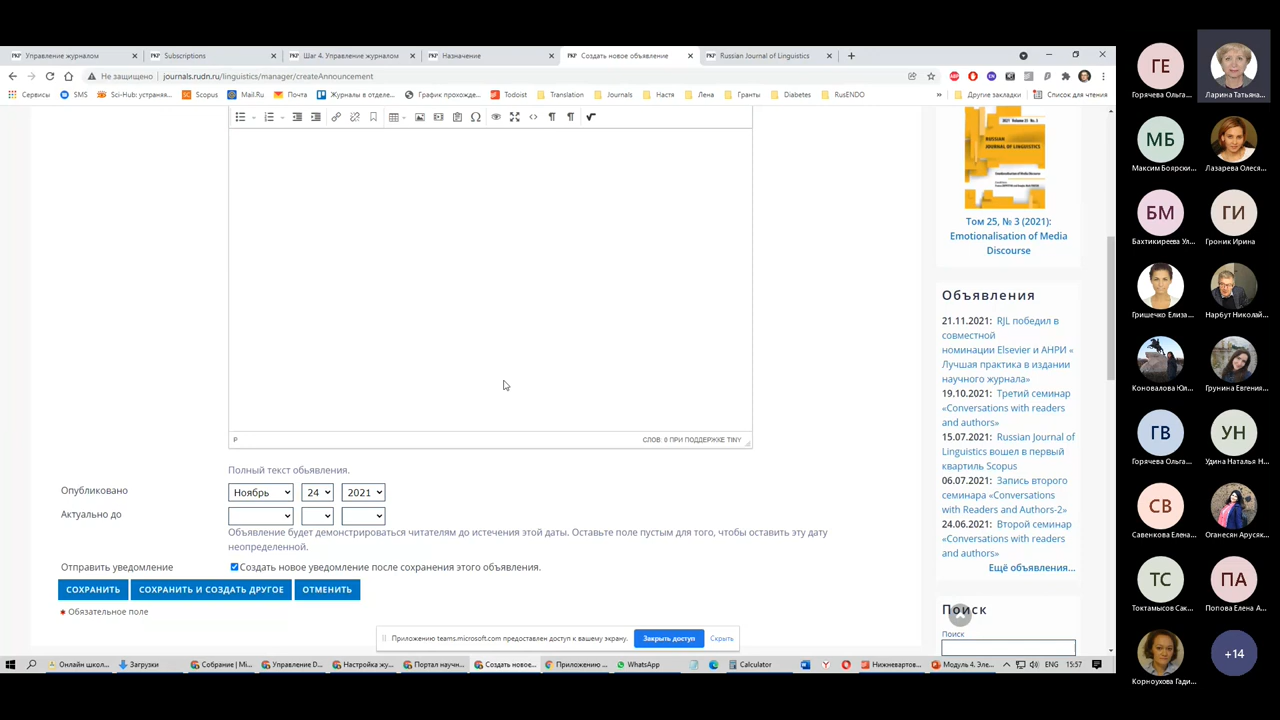 Управление журналом
Subscriptions
Шаг 4. Управление журналом
Назначение
Создать новое объявление
Russian Journal of Linguistics
Не защищено
journals.rudn.ru/linguistics/manager/createAnnouncement
Сервисы
SMS
Sci-Hub: устраня...
Scopus
Mail.Ru
Почта
Журналы в отделе...
График прохожде...
Todoist
Translation
Journals
Настя
Лена
Гранты
Diabetes
RusENDO
Другие закладки
Список для чтения
2021 Volume 25 No. 3
RUSSIAN
JOURNAL OF LINGUISTICS
Том 25, № 3 (2021):
Emotionalisation of Media
Discourse
Объявления
21.11.2021: RJL победил в
совместной
номинации Elsevier и АНРИ «
Лучшая практика в издании
научного журнала»
19.10.2021: Третий семинар
«Conversations with readers
and authors»
15.07.2021: Russian Journal of
Linguistics вошел в первый
квартиль Scopus
06.07.2021: Запись второго
семинара «Conversations
with Readers and Authors-2»
24.06.2021: Второй семинар
«Conversations with readers
and authors»
Ещё объявления...
Поиск
Поиск
P
СЛОВ: 0 ПРИ ПОДДЕРЖКЕ TINY
Полный текст обьявления.
Опубликовано
Ноябрь 24 2021
Актуально до
Объявление будет демонстрироваться читателям до истечения этой даты. Оставьте поле пустым для того, чтобы оставить эту дату
неопределенной.
Отправить уведомление
Создать новое уведомление после сохранения этого объявления.
СОХРАНИТЬ
СОХРАНИТЬ И СОЗДАТЬ ДРУГОЕ
ОТМЕНИТЬ
Обязательное поле
Приложению teams.microsoft.com предоставлен доступ к вашему экрану.
Закрыть доступ
Скрыть
Онлайн школ...
Загрузки
Собрание | Mi...
Управление D...
Настройка жу...
Портал научн...
Создать новое...
Приложению ...
WhatsApp
Calculator
Нижневартов...
Модуль 4. Эле...
ENG
15:57
ГЕ
Горячева Ольга...
Ларина Татьяна...
МБ
Максим Боярски...
Лазарева Олеся...
БМ
Бахтикиреева Ул...
ГИ
Гроник Ирина
Гришечко Елиза...
Нарбут Николай...
Коновалова Юл...
Грунина Евгения...
ГВ
Горячева Ольга...
УН
Удина Наталья Н...
СВ
Савенкова Елена...
Оганесян Арусяк...
ТС
Токтамысов Сак...
ПА
Попова Елена А...
Корноухова Гади...
+14